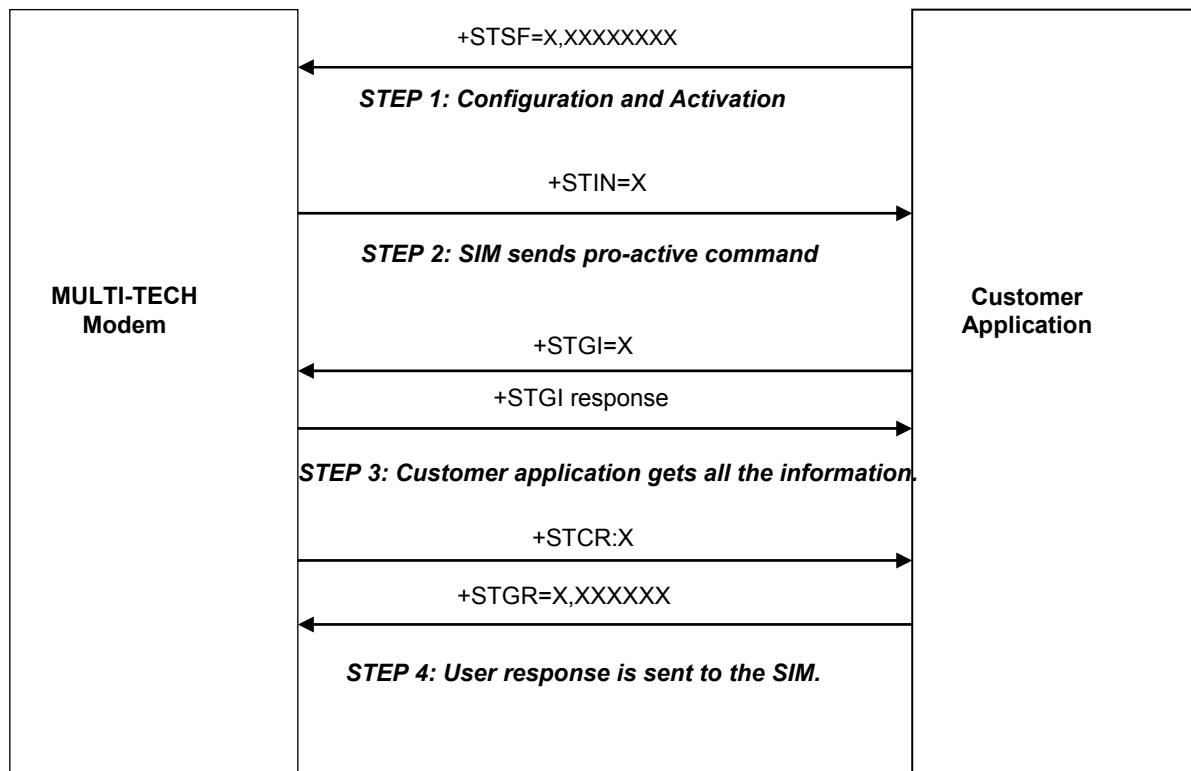 +STSF=X,XXXXXXXX
STEP 1: Configuration and Activation
+STIN=X
STEP 2: SIM sends pro-active command
MULTI-TECH
Modem
Customer
Application
+STGI=X
+STGI response
STEP 3: Customer application gets all the information.
+STCR:X
+STGR=X,XXXXXX
STEP 4: User response is sent to the SIM.